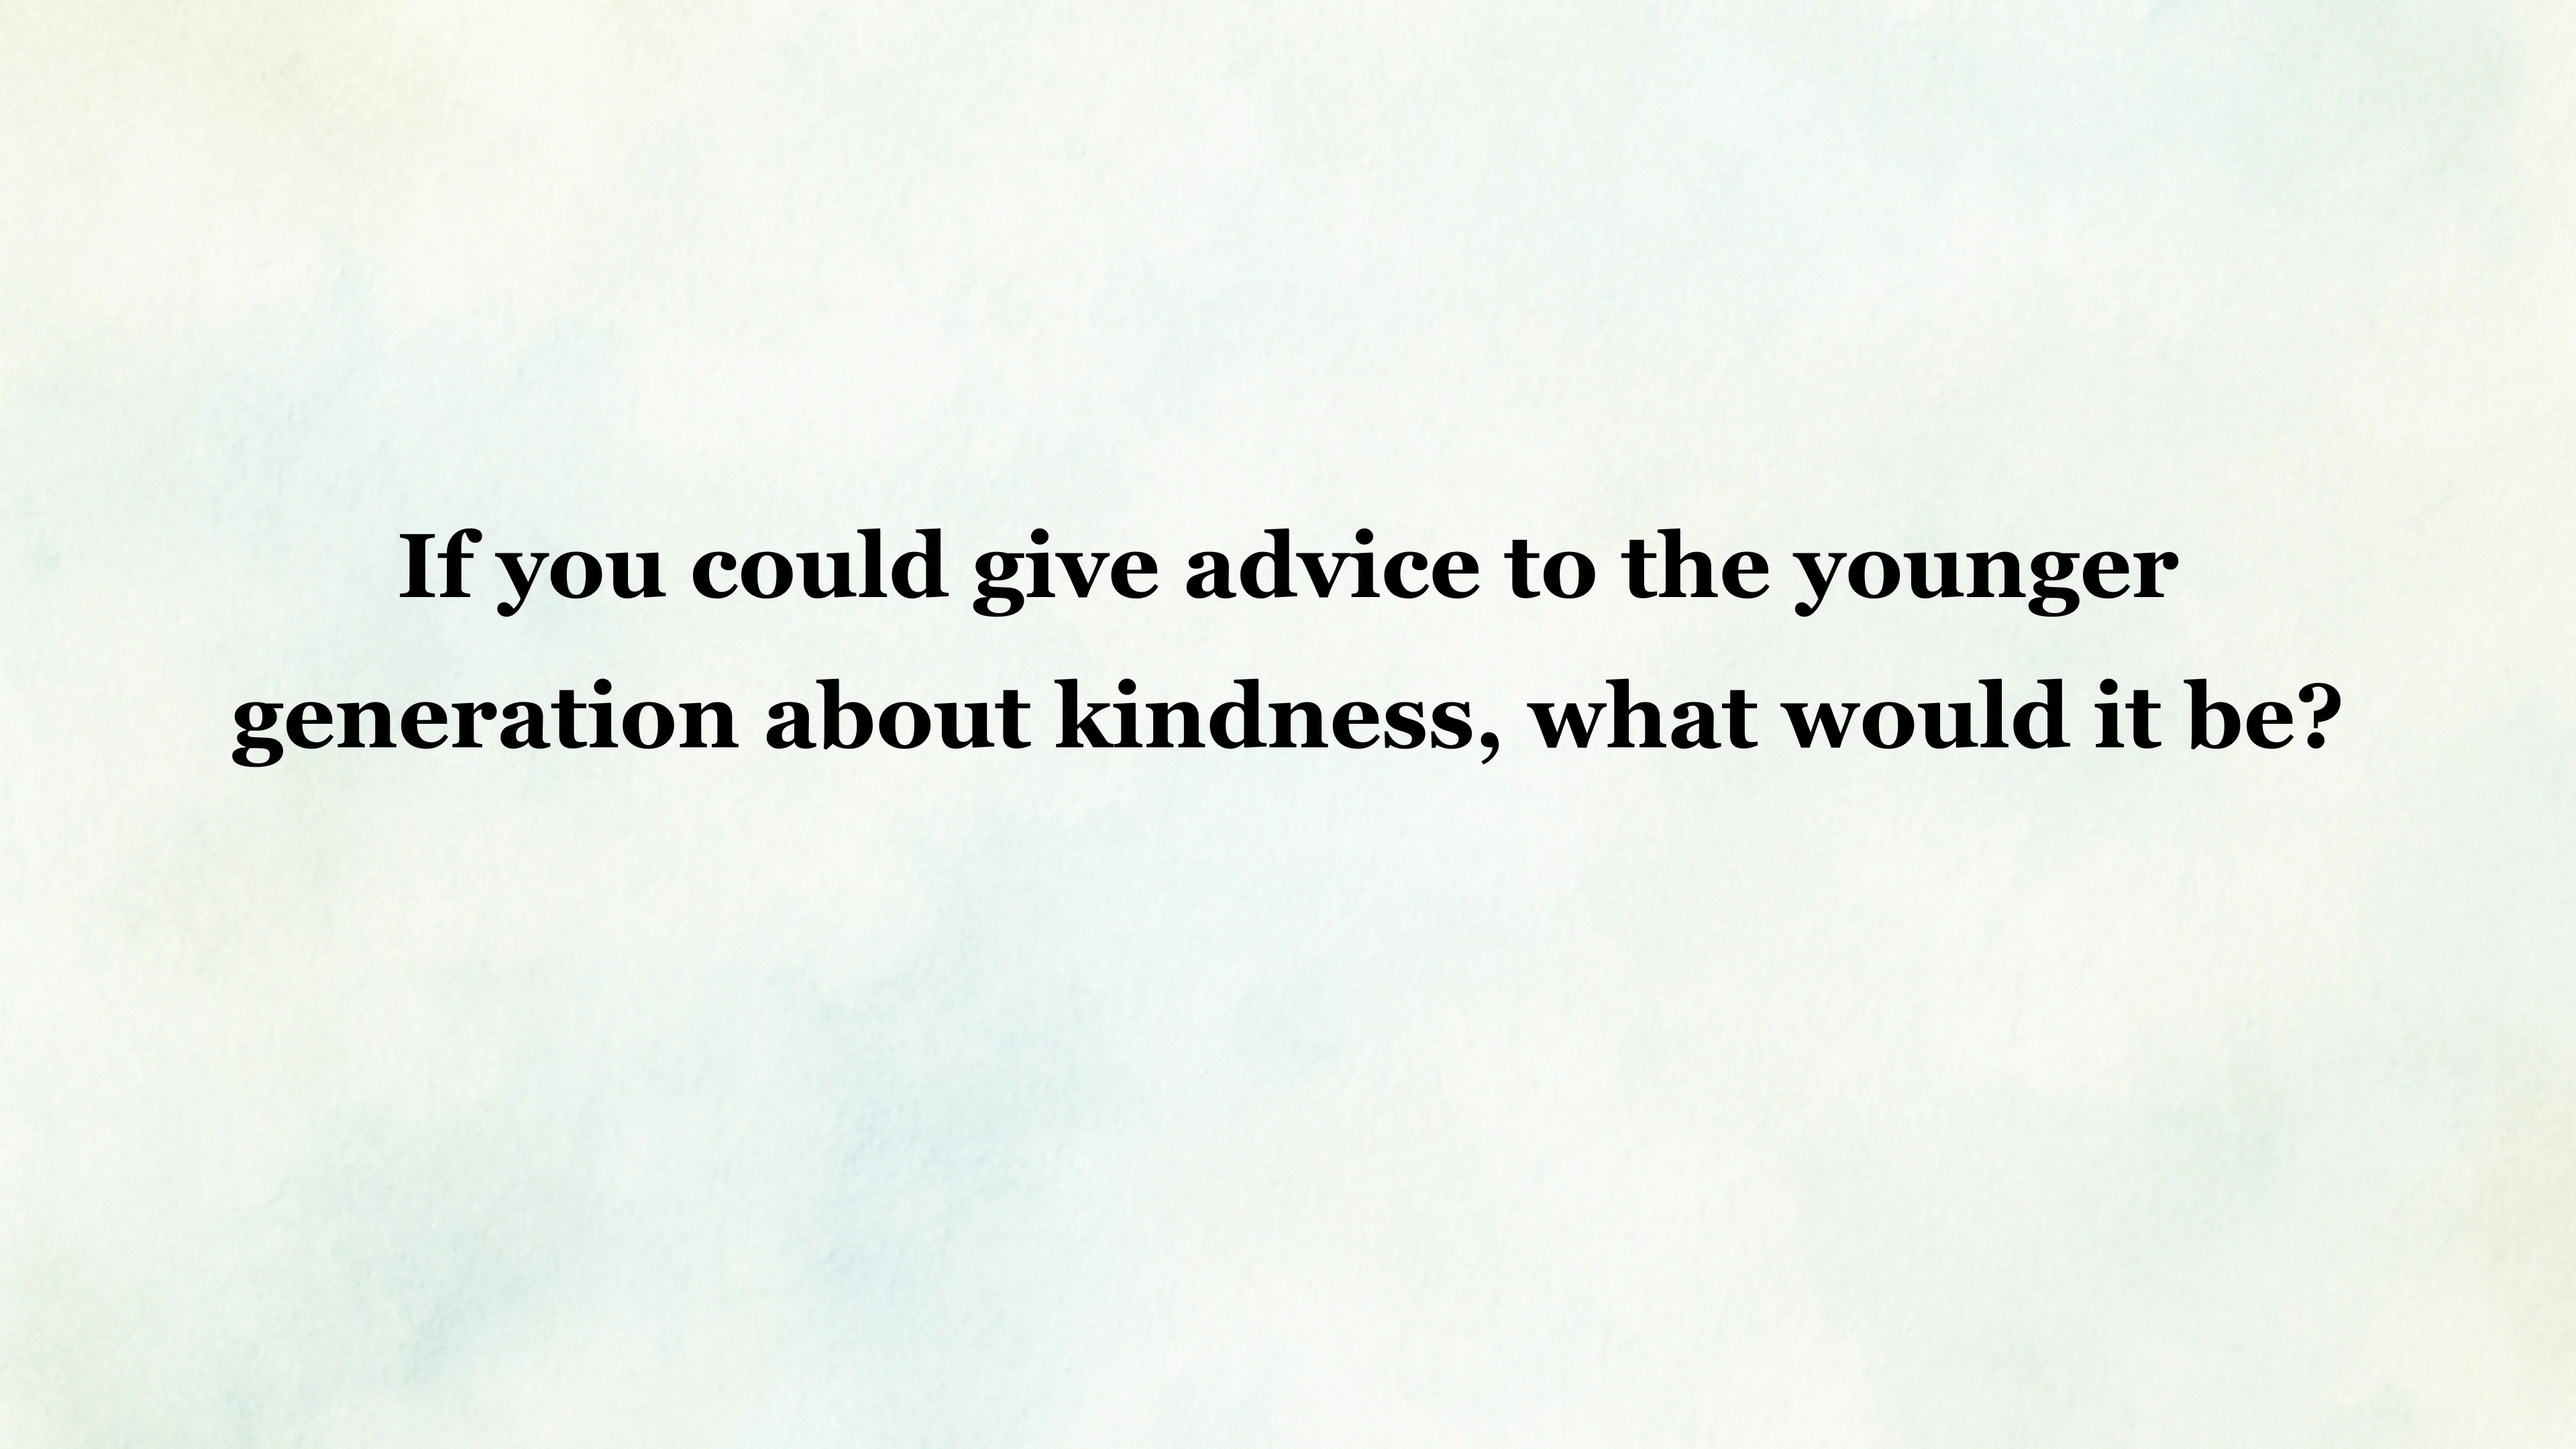 If you could give advice to the younger
generation about kindness, what would it be?